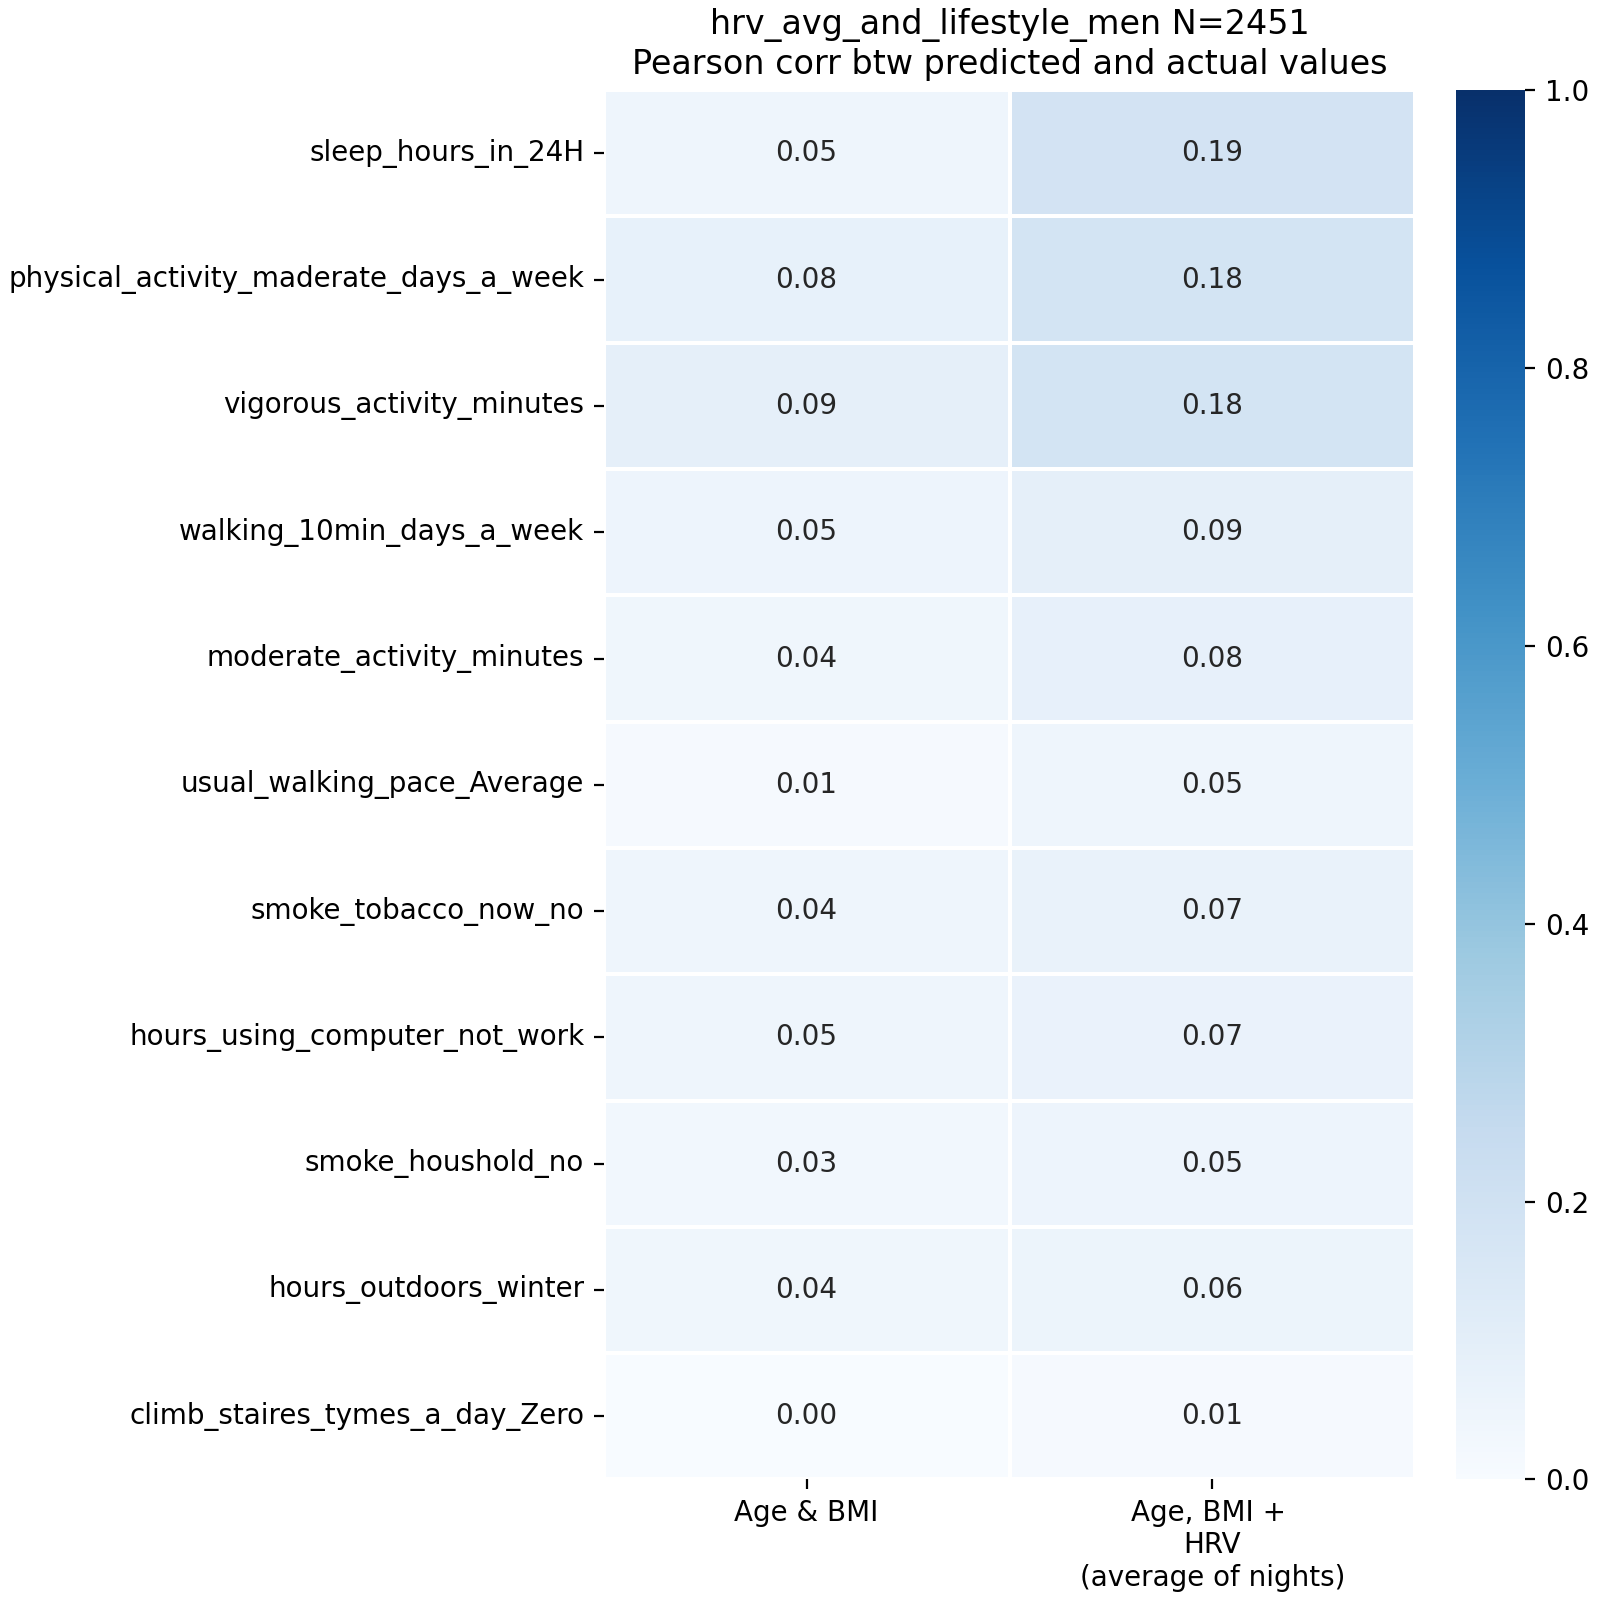 hrv_avg_and_lifestyle_men N=2451
Pearson corr btw predicted and actual values
sleep_hours_in_24H 0.05 0.19
physical_activity_maderate_days_a_week 0.08 0.18
vigorous_activity_minutes 0.09 0.18
walking_10min_days_a_week 0.05 0.09
moderate_activity_minutes 0.04 0.08
usual_walking_pace_Average 0.01 0.05
smoke_tobacco_now_no 0.04 0.07
hours_using_computer_not_work 0.05 0.07
smoke_houshold_no 0.03 0.05
hours_outdoors_winter 0.04 0.06
climb_staires_tymes_a_day_Zero 0.00 0.01
Age & BMI
Age, BMI +
HRV
(average of nights)
1.0
0.8
0.6
0.4
0.2
0.0